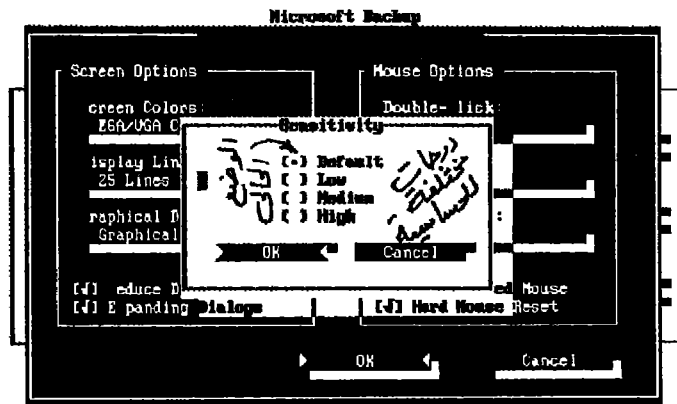 Microsoft Backup
Screen Options
Mouse Options
creen Colors:
Double- lick:
EGA/VGA C
Sensitivity
(•) Default
isplay Lin
( ) Low
25 Lines
( ) Medium
raphical D
( ) High
:
Graphical
OK
Cancel
[√] educe D
ed Mouse
[√] E panding Dialogs
[√] Hard Mouse Reset
OK
Cancel